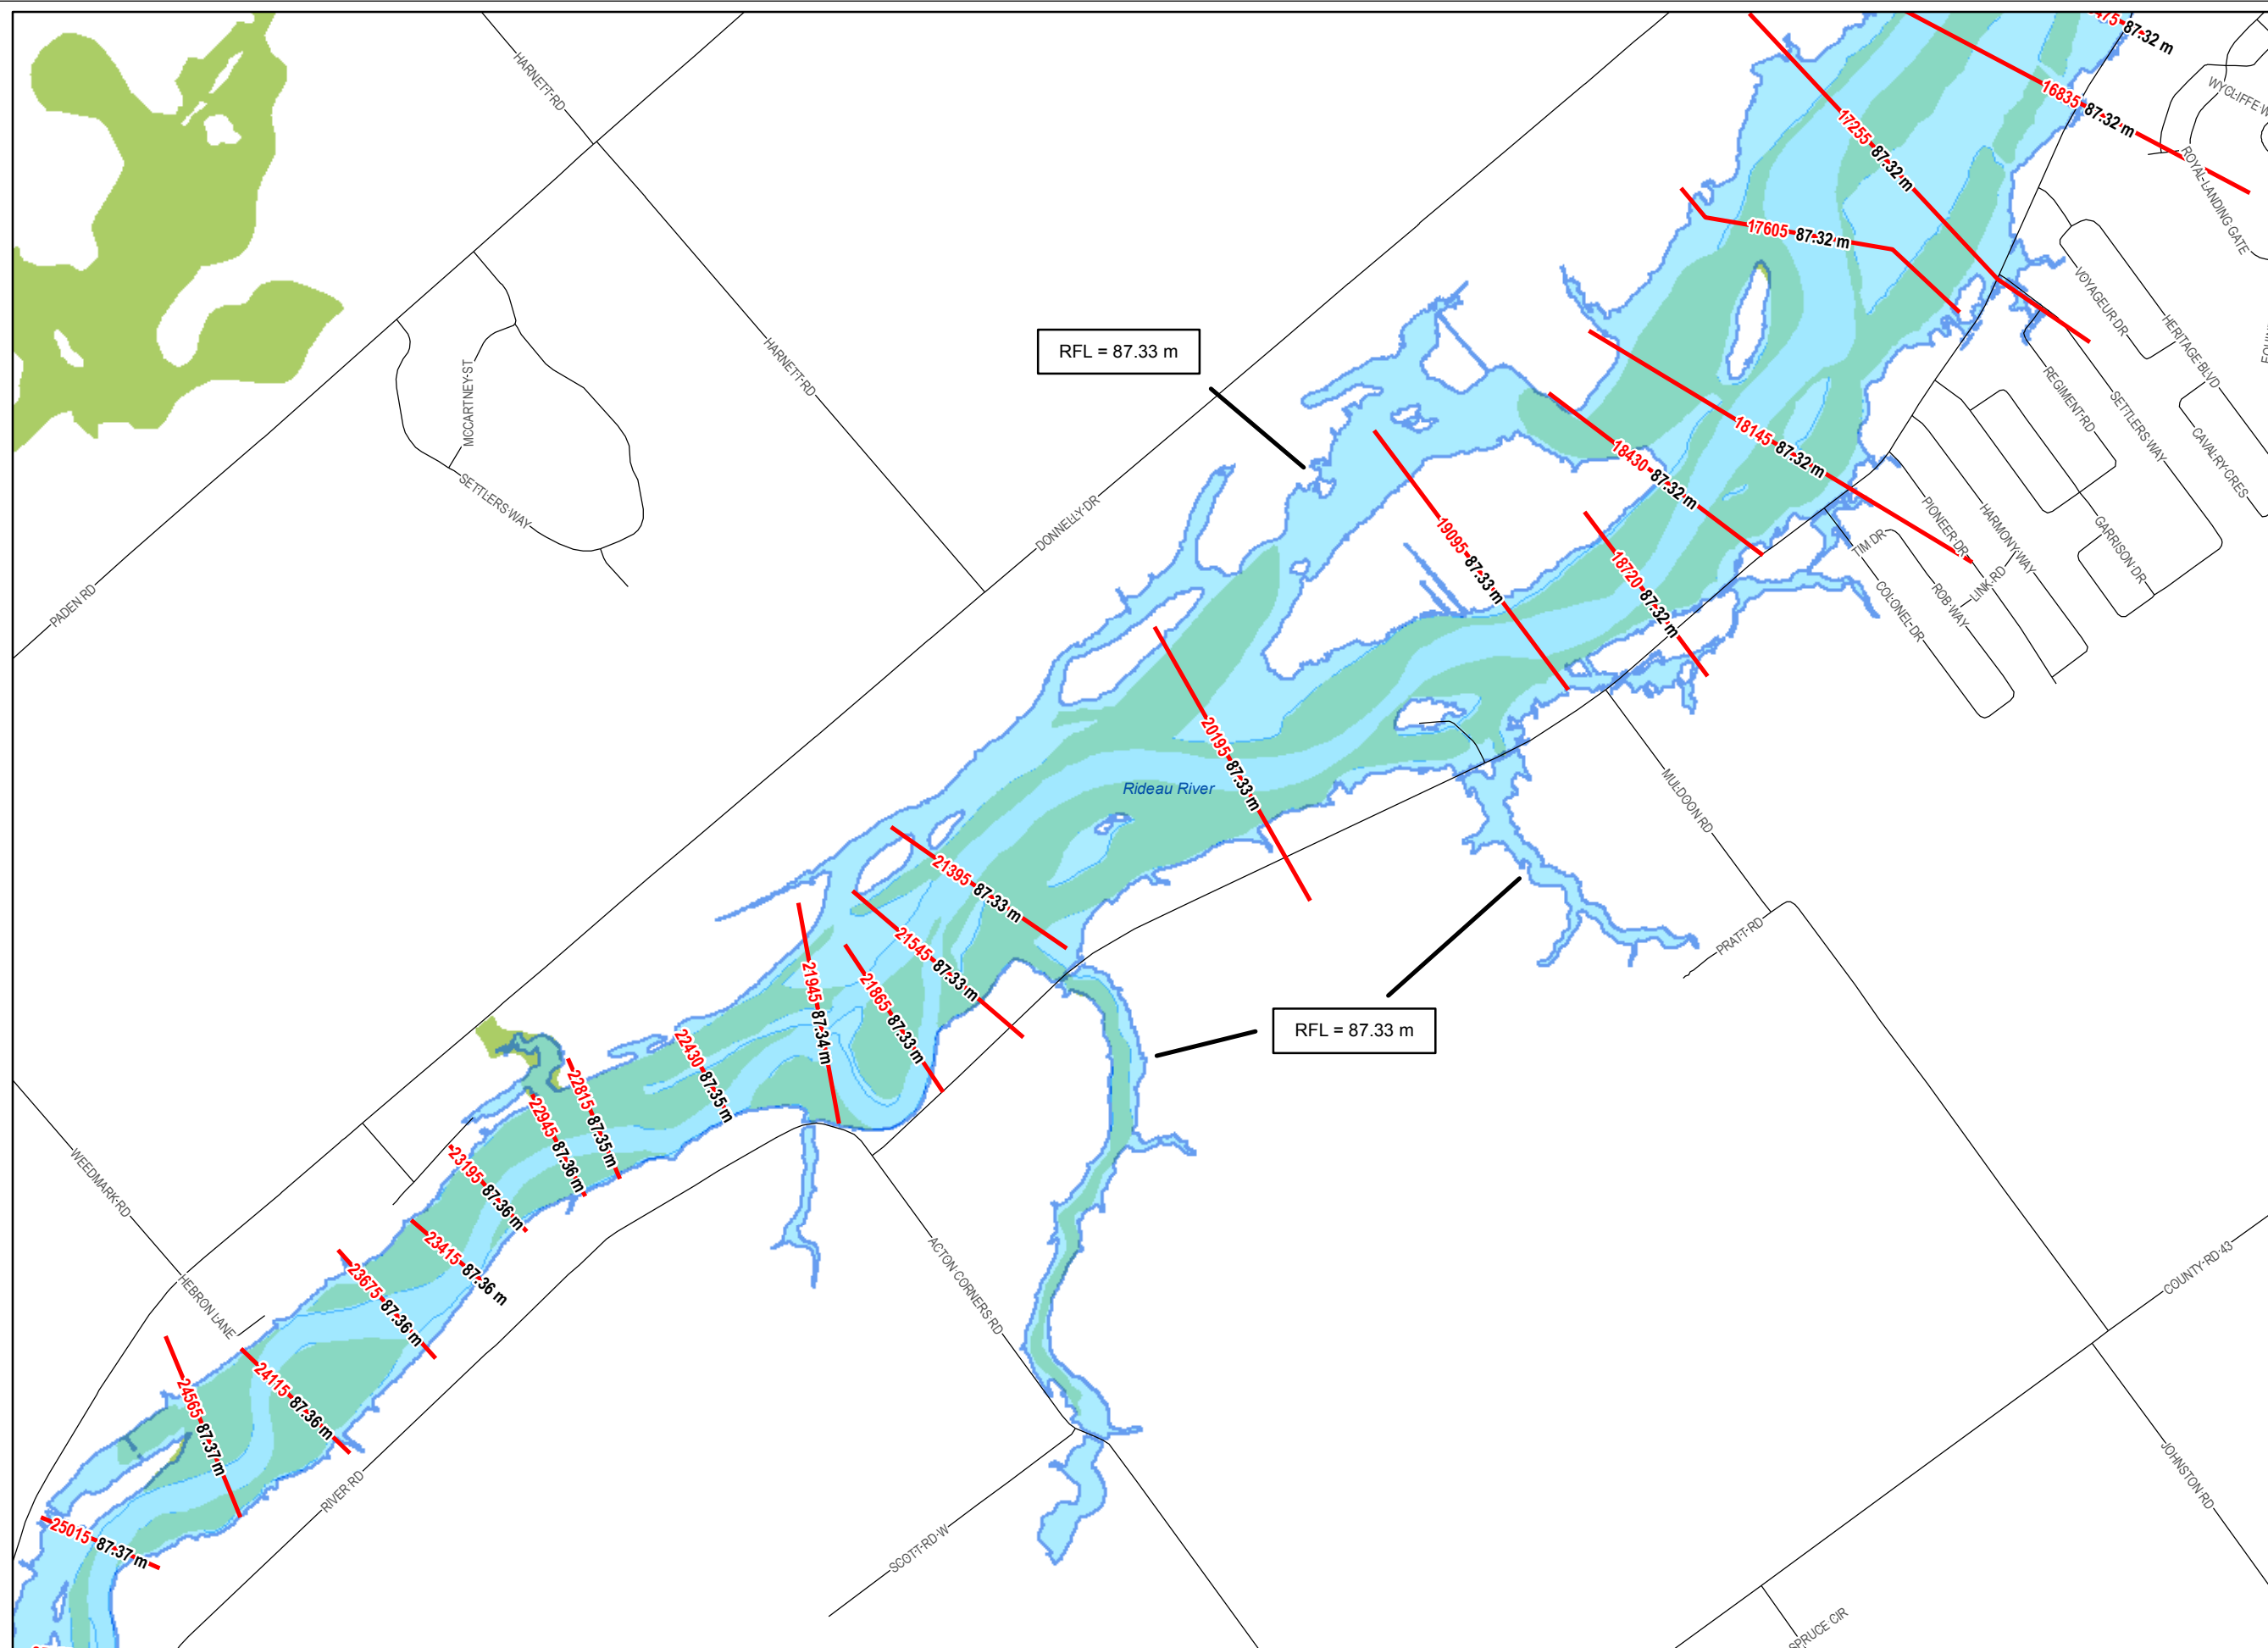 87.32 m
HARNETT-RD
WYCLIFFE W
16835 87.32 m
17255 87.32 m
ROYAL-LANDING GATE
17605 87.32 m
VOYAGEUR-DR
HERITAGE-BLVD
RFL = 87.33 m
HARNETT-RD
MCCARTNEY-ST
REGIMENT-RD
SETTLERS-WAY
CAVALRY-CRES
18145 87.32 m
18430 87.32 m
SETTLERS WAY
DONNELLY-DR
19095 87.33 m
PIONEER-DR
HARMONY-WAY
GARRISON-DR
TIM DR
18720 87.32 m
LINK-RD
COLONEL-DR
ROB-WAY
PADEN RD
20195 87.33 m
Rideau River
MULDOON RD
21395 87.33 m
21545 87.33 m
PRATT-RD
21865 87.33 m
21945 87.34 m
RFL = 87.33 m
22430 87.35 m
22815 87.35 m
22945 87.36 m
23195 87.36 m
WEEDMARK-RD
23415 87.36 m
ACTON CORNERS-RD
COUNTY-RD-43
HEBRON LANE
23675 87.36 m
24115 87.36 m
24565 87.37 m
RIVER-RD
JOHNSTON RD
25015 87.37 m
SCOTT-RD-W
SPRUCE CIR